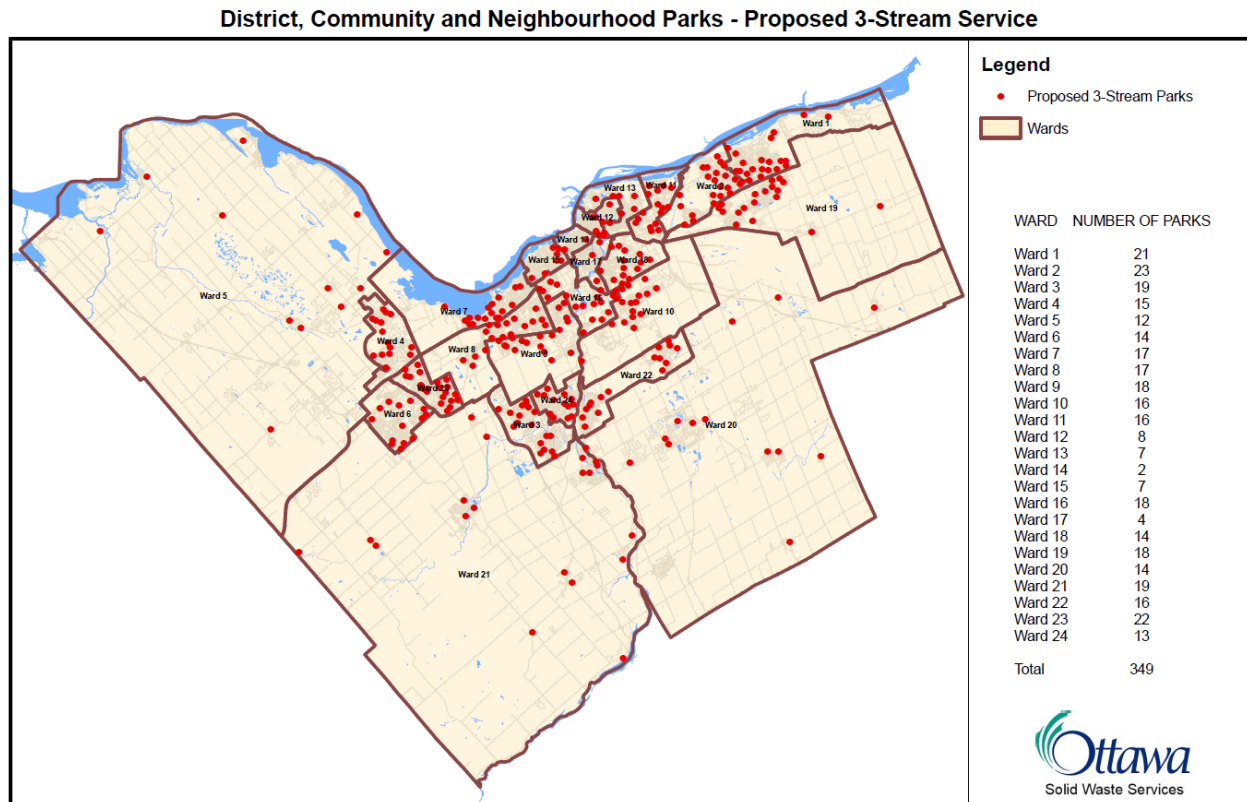 District, Community and Neighbourhood Parks - Proposed 3-Stream Service
Legend
Proposed 3-Stream Parks
Wards
WARD NUMBER OF PARKS
Ward 1 21
Ward 2 23
Ward 3 19
Ward 4 15
Ward 5 12
Ward 6 14
Ward 7 17
Ward 8 17
Ward 9 18
Ward 10 16
Ward 11 16
Ward 12 8
Ward 13 7
Ward 14 2
Ward 15 7
Ward 16 18
Ward 17 4
Ward 18 14
Ward 19 18
Ward 20 14
Ward 21 19
Ward 22 16
Ward 23 22
Ward 24 13
Total 349
Ottawa
Solid Waste Services
Ward 1
Ward 13
Ward 11
Ward 2
Ward 19
Ward 12
Ward 14
Ward 15
Ward 17
Ward 18
Ward 5
Ward 16
Ward 7
Ward 10
Ward 4
Ward 8
Ward 9
Ward 22
Ward 23
Ward 24
Ward 6
Ward 3
Ward 20
Ward 21